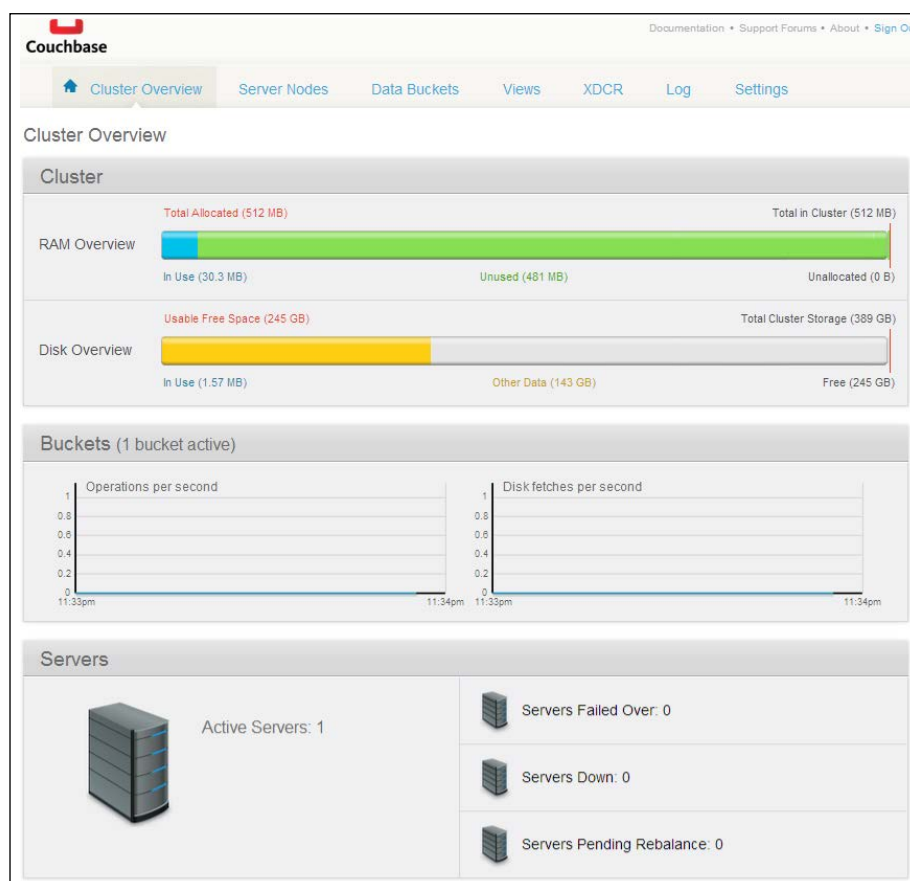 Couchbase
Documentation • Support Forums • About • Sign
Cluster Overview Server Nodes Data Buckets Views XDCR Log Settings
Cluster Overview
Cluster
Total Allocated (512 MB) Total in Cluster (512 MB)
RAM Overview
In Use (30.3 MB) Unused (481 MB) Unallocated (0 B)
Usable Free Space (245 GB) Total Cluster Storage (389 GB)
Disk Overview
In Use (1.57 MB) Other Data (143 GB) Free (245 GB)
Buckets (1 bucket active)
Operations per second
1
0.8
0.6
0.4
0.2
0
11:33pm 11:34pm
Disk fetches per second
1
0.8
0.6
0.4
0.2
0
11:33pm 11:34pm
Servers
Active Servers: 1
Servers Failed Over: 0
Servers Down: 0
Servers Pending Rebalance: 0